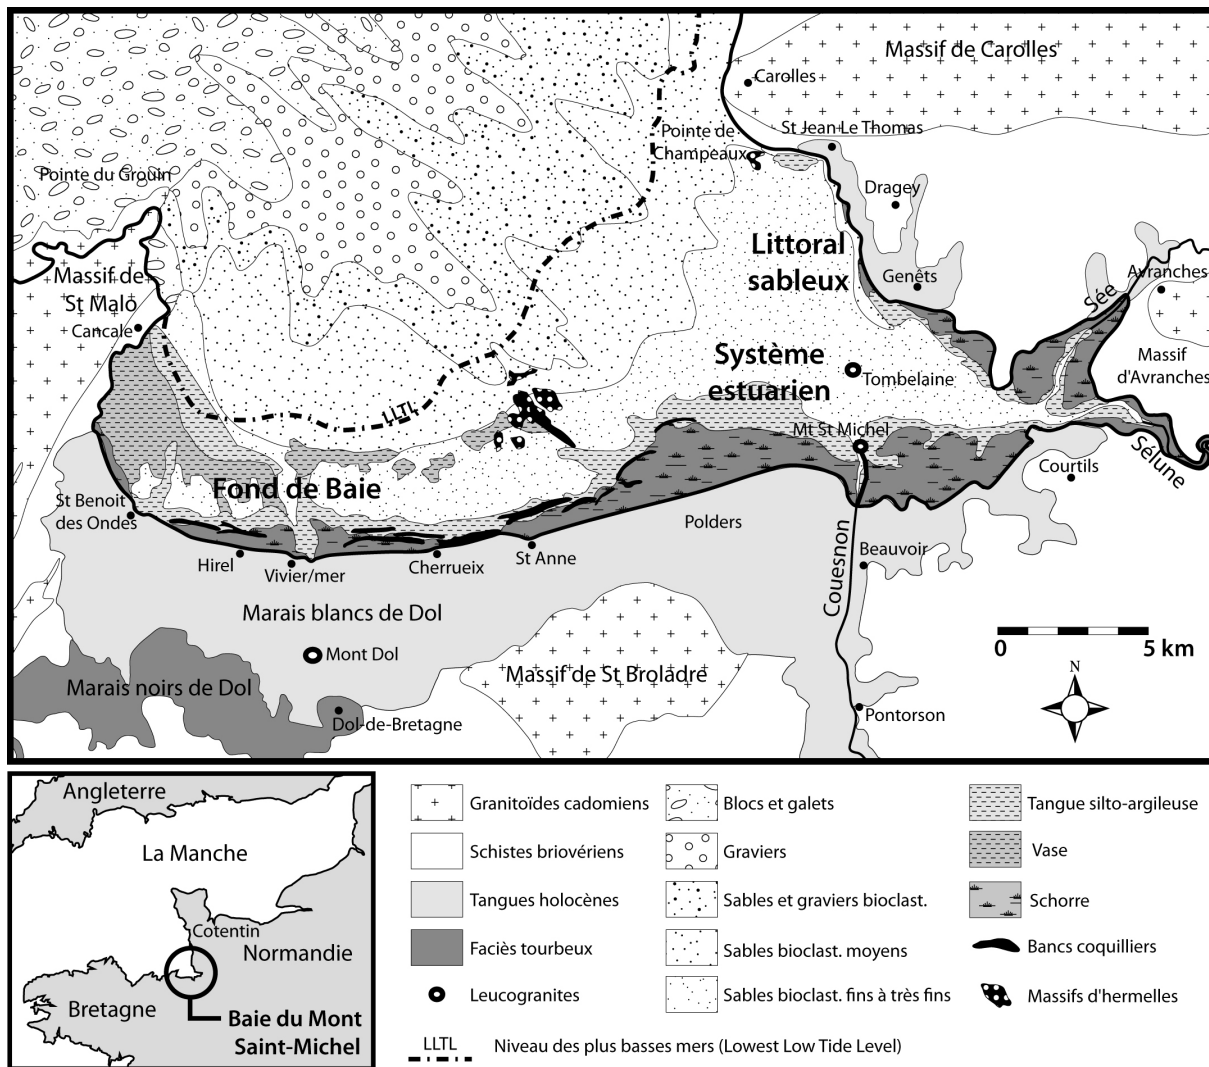 Massif de Carolles
Carolles
St Jean Le Thomas
Pointe de
Champeaux
Pointe du Grouin
Dragey
Littoral
sableux
Massif de
St Malo
Cancale
Genêts
Avranches
Sée
Système
estuarien
Massif
d'Avranches
Tombelaine
LLTL
Mt St Michel
Courtils
Sélune
Fond de Baie
St Benoit
des Ondes
Polders
Hirel
Vivier/mer
Cherrueix
St Anne
Beauvoir
Couesnon
Marais blancs de Dol
0 5 km
Mont Dol
Massif de St Broladre
N
Marais noirs de Dol
Dol-de-Bretagne
Pontorson
Angleterre
La Manche
Cotentin
Normandie
Bretagne
Baie du Mont
Saint-Michel
Granitoïdes cadomiens
Schistes briovériens
Tangues holocènes
Faciès tourbeux
Leucogranites
Blocs et galets
Graviers
Sables et graviers bioclast.
Sables bioclast. moyens
Sables bioclast. fins à très fins
Tangue silto-argileuse
Vase
Schorre
Bancs coquilliers
Massifs d'hermelles
LLTL Niveau des plus basses mers (Lowest Low Tide Level)